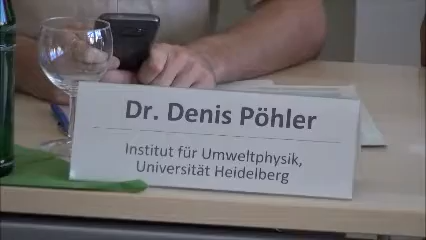 Dr. Denis Pöhler
Institut für Umweltphysik,
Universität Heidelberg